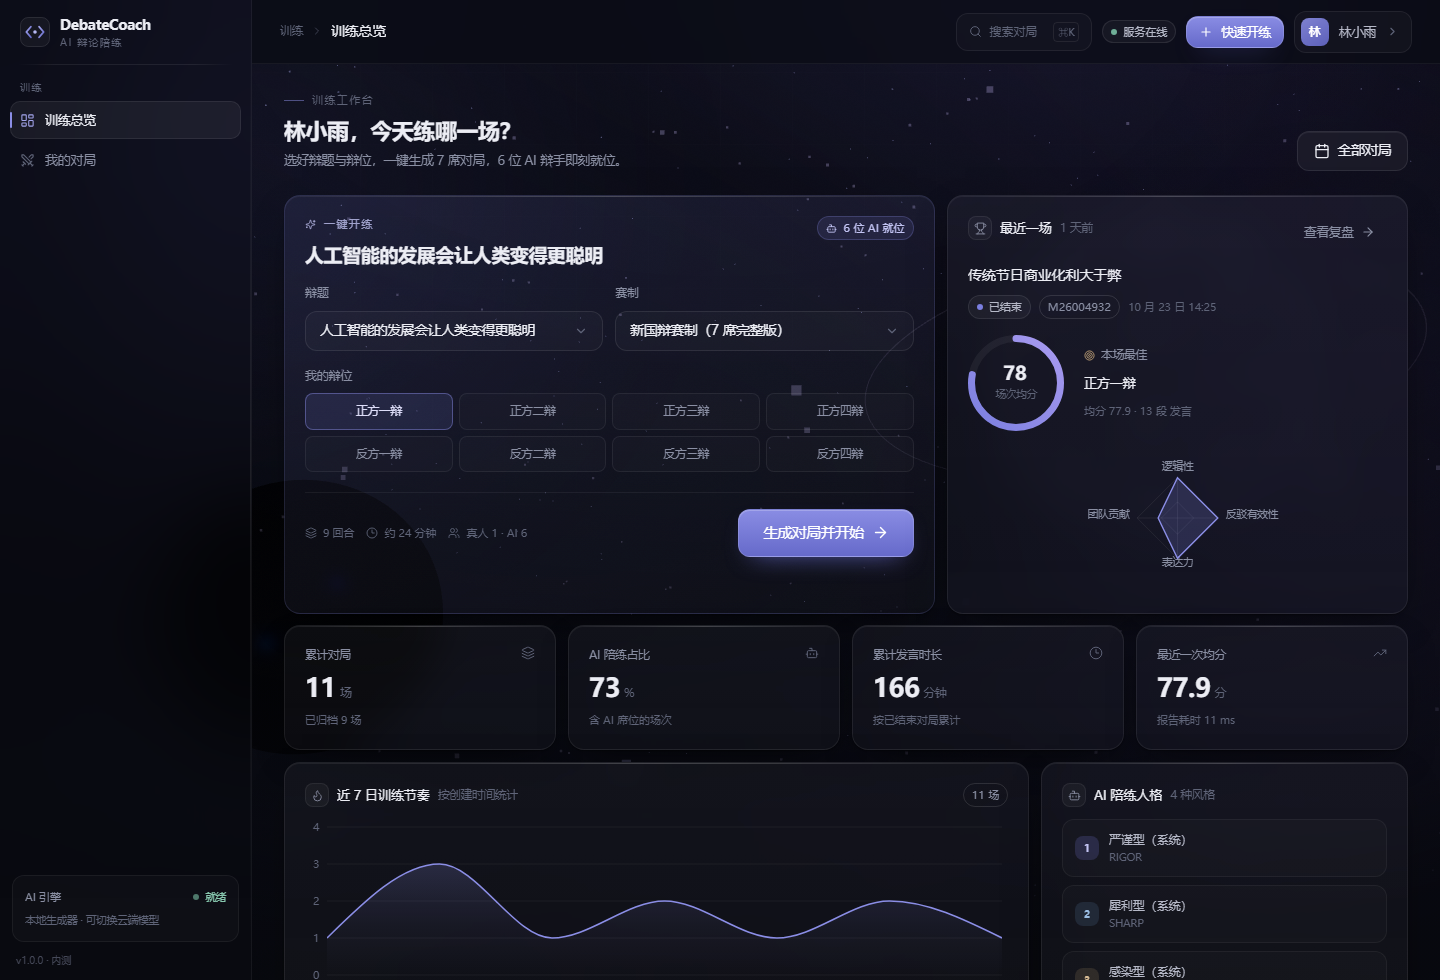 DebateCoach
AI 辩论陪练
训练
训练总览
我的对局
AI 引擎
就绪
本地生成器 · 可切换云端模型
v1.0.0 · 内测
训练 > 训练总览
搜索对局
⌘K
服务在线
+ 快速开练
林
林小雨
训练工作台
林小雨，今天练哪一场？
选好辩题与辩位，一键生成 7 席对局，6 位 AI 辩手即刻就位。
全部对局
一键开练
6 位 AI 就位
人工智能的发展会让人类变得更聪明
辩题
赛制
人工智能的发展会让人类变得更聪明
新国辩赛制（7 席完整版）
我的辩位
正方一辩
正方二辩
正方三辩
正方四辩
反方一辩
反方二辩
反方三辩
反方四辩
9 回合
约 24 分钟
真人 1 · AI 6
生成对局并开始
最近一场
1 天前
查看复盘
传统节日商业化利大于弊
已结束
M26004932
10 月 23 日 14:25
78
场次均分
本场最佳
正方一辩
均分 77.9 · 13 段 发言
逻辑性
团队贡献
反驳有效性
表达力
累计对局
11 场
已归档 9 场
AI 陪练占比
73 %
含 AI 席位的场次
累计发言时长
166 分钟
按已结束对局累计
最近一次均分
77.9 分
报告耗时 11 ms
近 7 日训练节奏
按创建时间统计
11 场
4
3
2
1
0
AI 陪练人格
4 种风格
1
严谨型（系统）
RIGOR
2
犀利型（系统）
SHARP
3
感染型（系统）